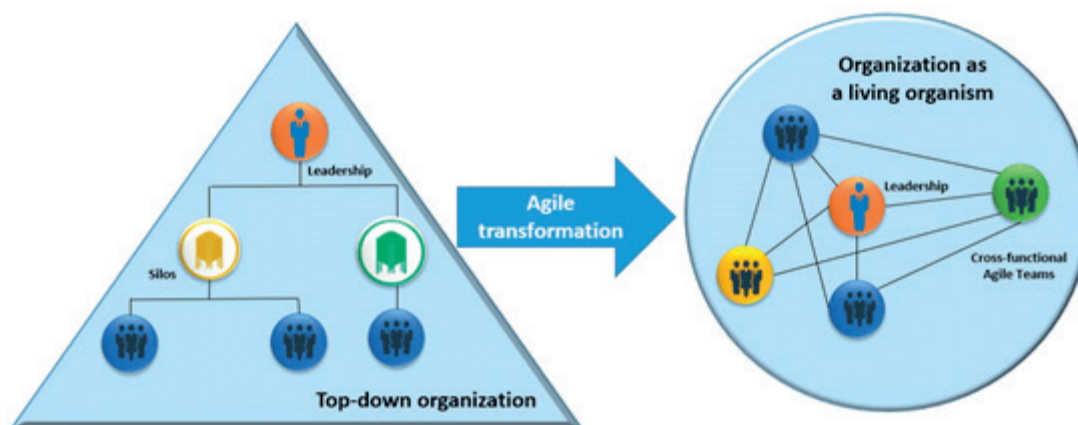 Leadership
Silos
Top-down organization
Agile
transformation
Organization as
a living organism
Leadership
Cross-functional
Agile Teams